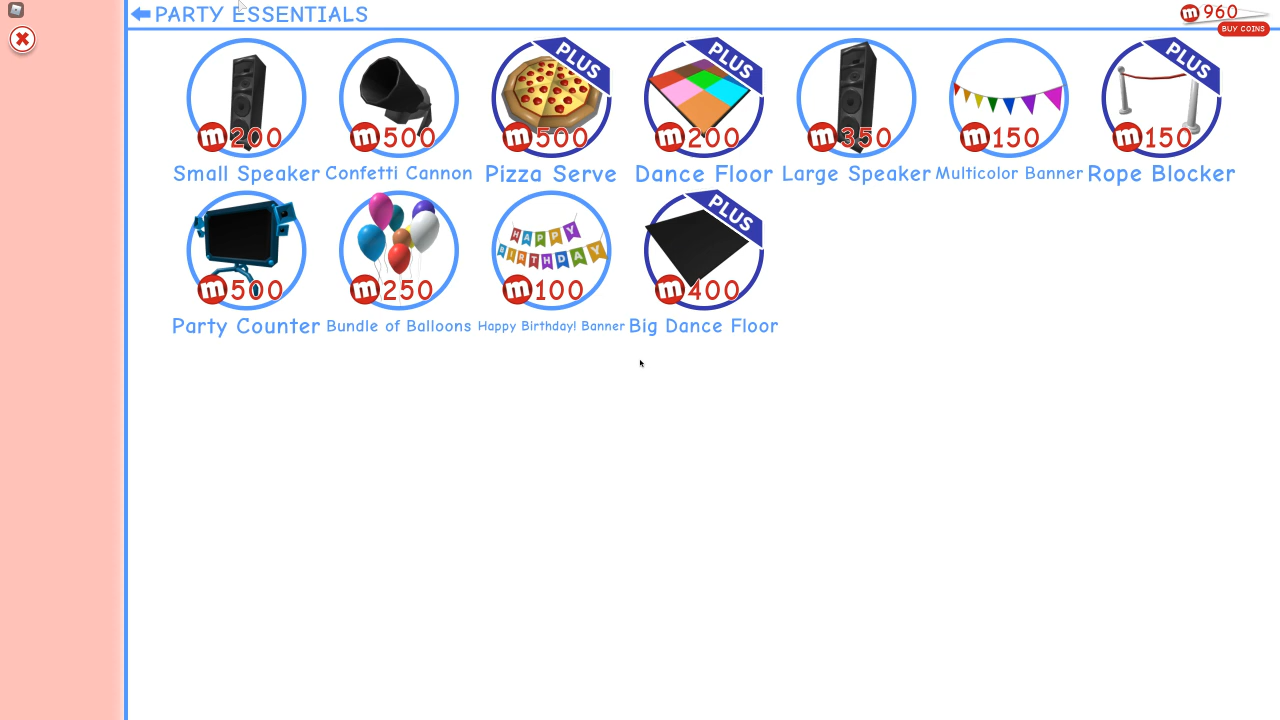 PARTY ESSENTIALS
m 960
BUY COINS
PLUS PLUS PLUS
m 200 m 500 m 500 m 200 m 350 m 150 m 150
Small Speaker Confetti Cannon Pizza Serve Dance Floor Large Speaker Multicolor Banner Rope Blocker
PLUS
HAPPY
BIRTHDAY
m 500 m 250 m 100 m 400
Party Counter Bundle of Balloons Happy Birthday! Banner Big Dance Floor